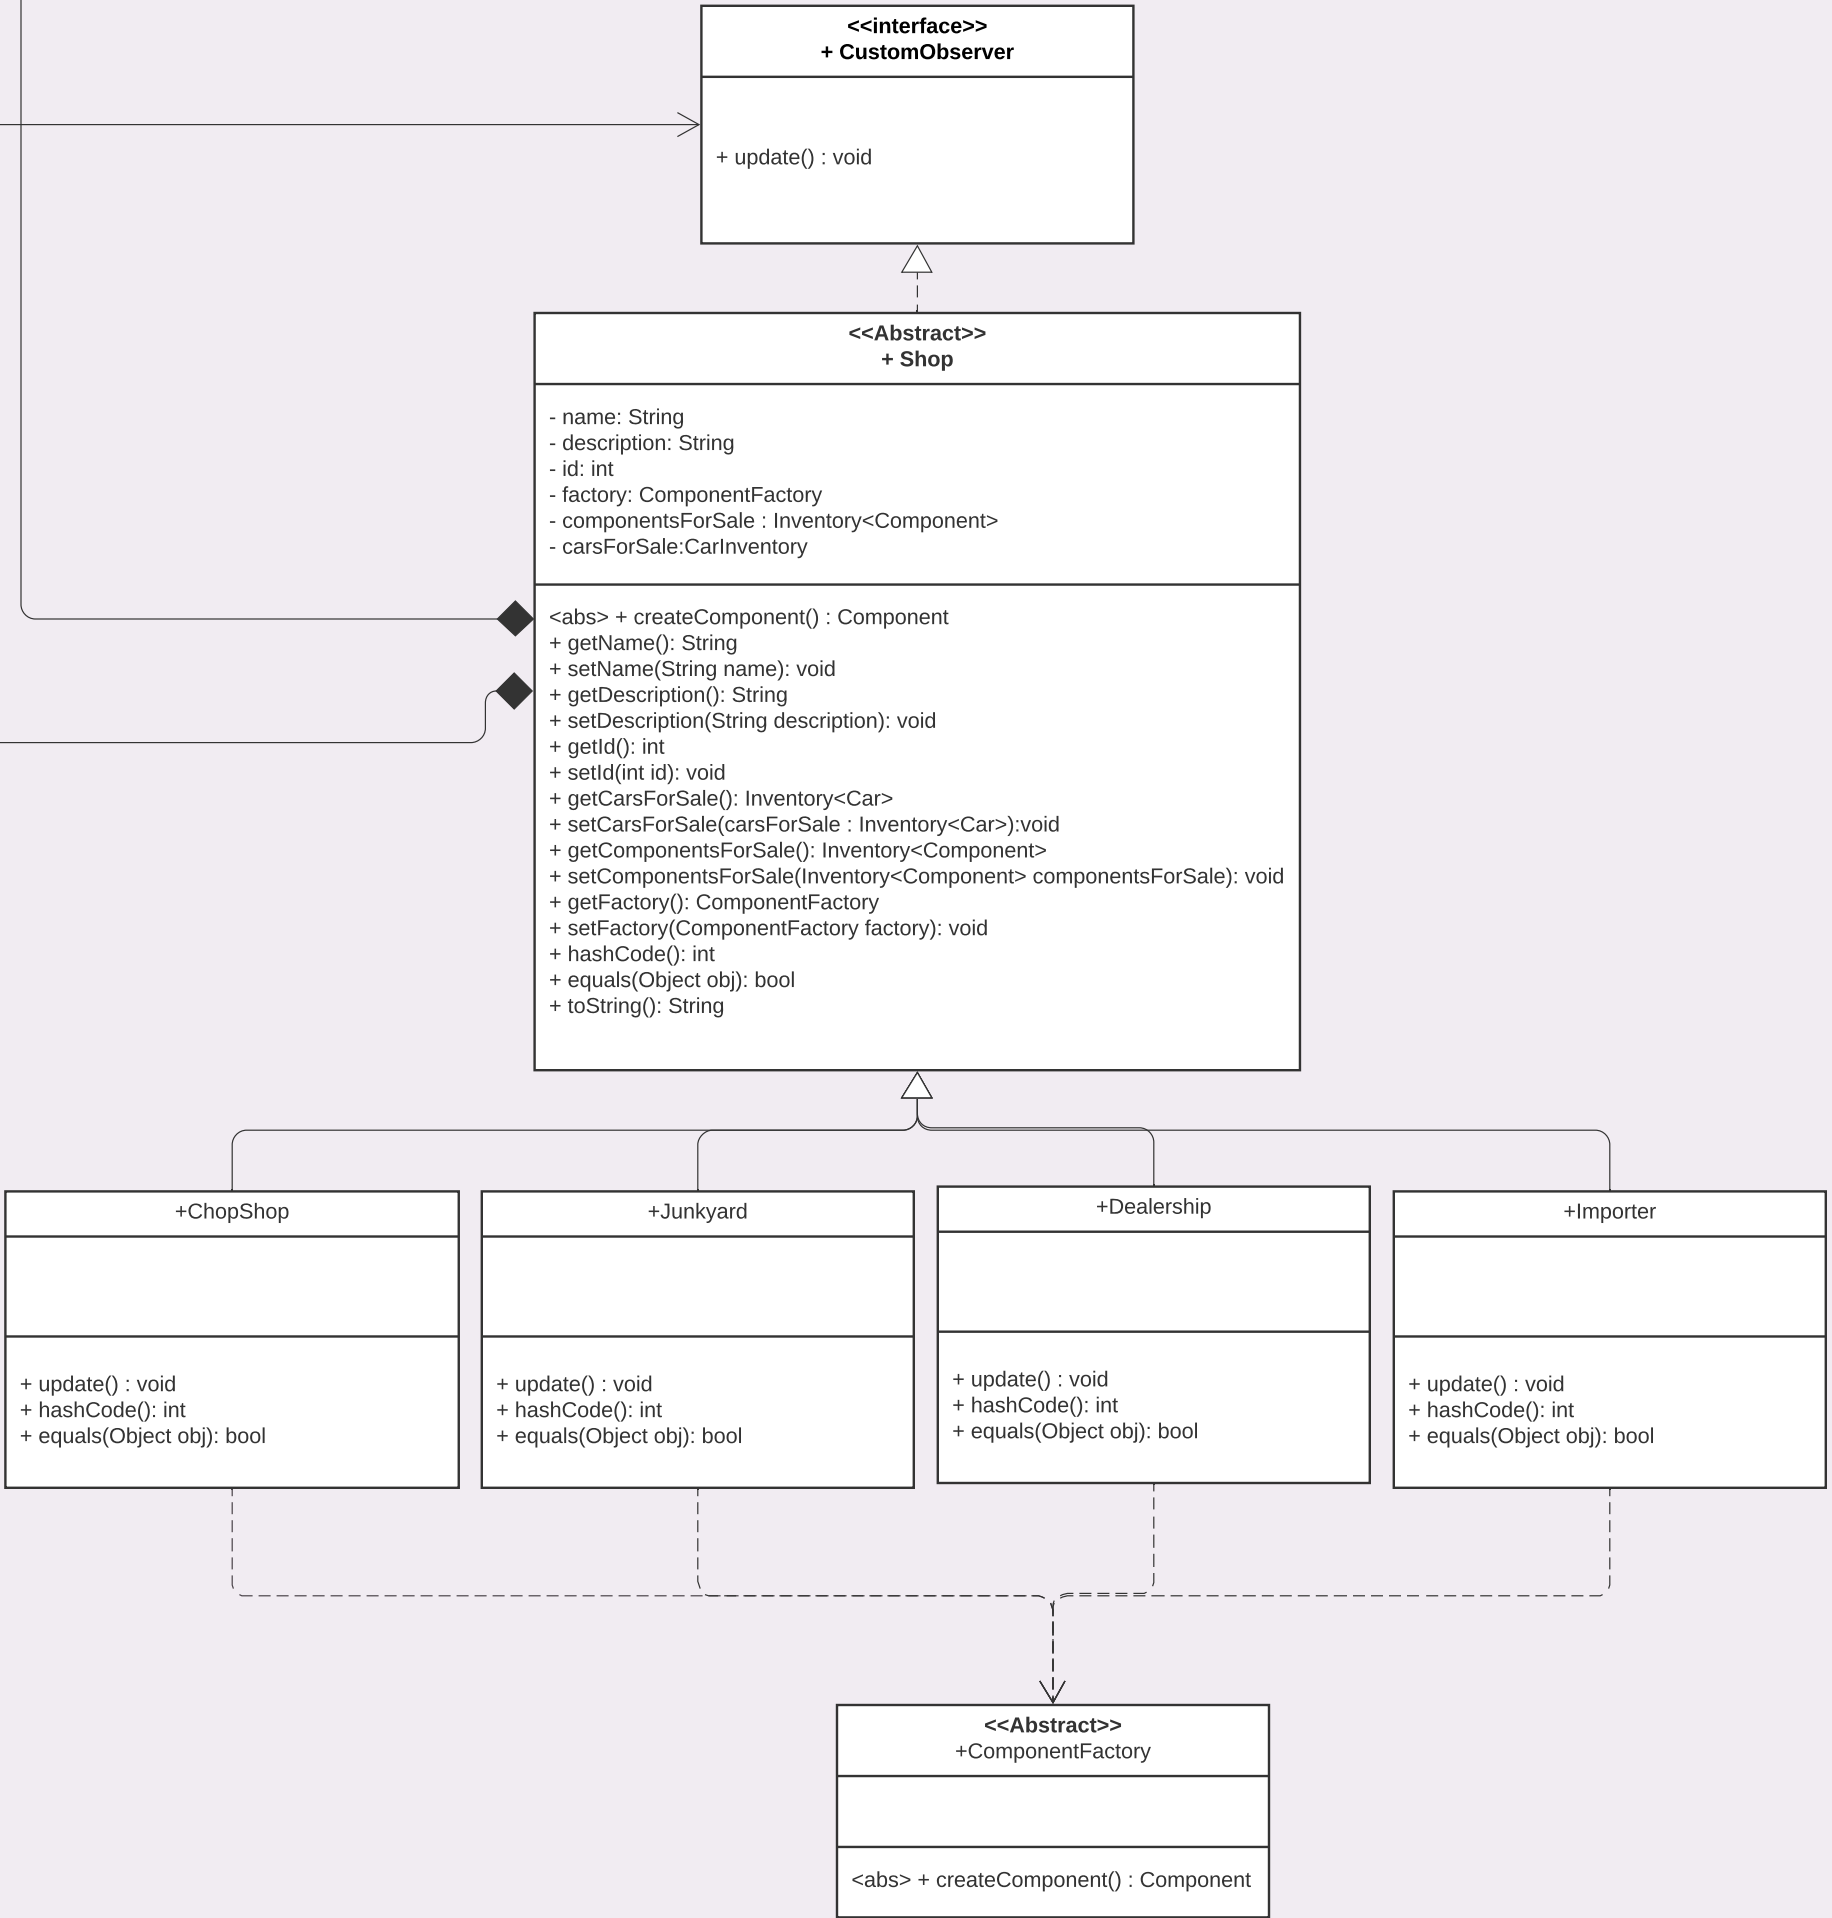 <<interface>>
+ CustomObserver
+ update() : void
<<Abstract>>
+ Shop
- name: String
- description: String
- id: int
- factory: ComponentFactory
- componentsForSale : Inventory<Component>
- carsForSale:CarInventory
<abs> + createComponent() : Component
+ getName(): String
+ setName(String name): void
+ getDescription(): String
+ setDescription(String description): void
+ getId(): int
+ setId(int id): void
+ getCarsForSale(): Inventory<Car>
+ setCarsForSale(carsForSale : Inventory<Car>):void
+ getComponentsForSale(): Inventory<Component>
+ setComponentsForSale(Inventory<Component> componentsForSale): void
+ getFactory(): ComponentFactory
+ setFactory(ComponentFactory factory): void
+ hashCode(): int
+ equals(Object obj): bool
+ toString(): String
+ChopShop
+ update() : void
+ hashCode(): int
+ equals(Object obj): bool
+Junkyard
+ update() : void
+ hashCode(): int
+ equals(Object obj): bool
+Dealership
+ update() : void
+ hashCode(): int
+ equals(Object obj): bool
+Importer
+ update() : void
+ hashCode(): int
+ equals(Object obj): bool
<<Abstract>>
+ComponentFactory
<abs> + createComponent() : Component